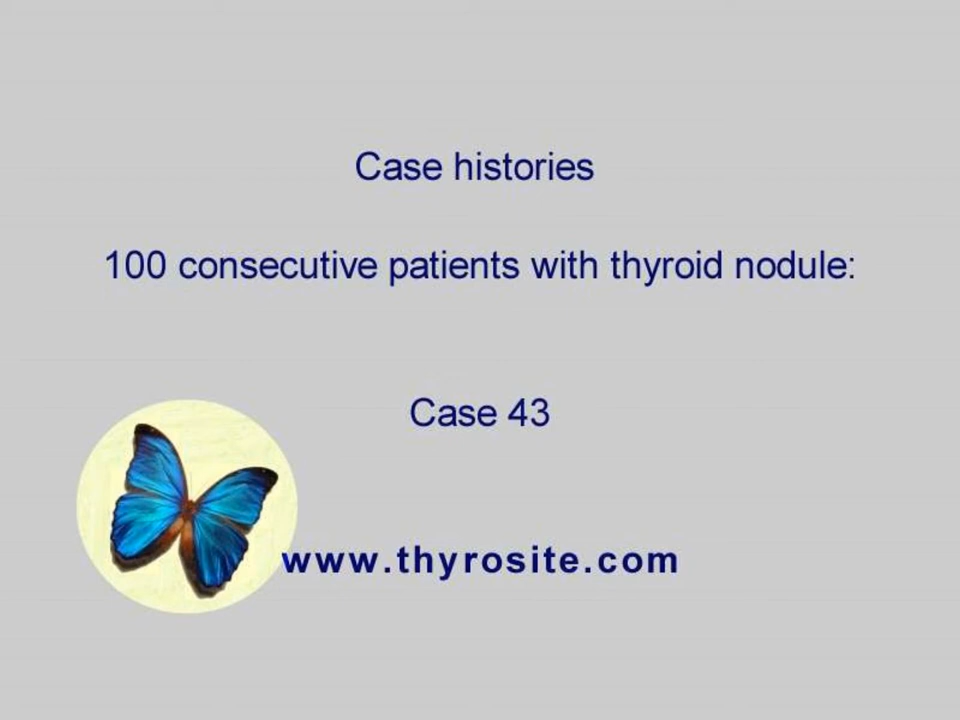 Case histories
100 consecutive patients with thyroid nodule:
Case 43
www.thyrosite.com